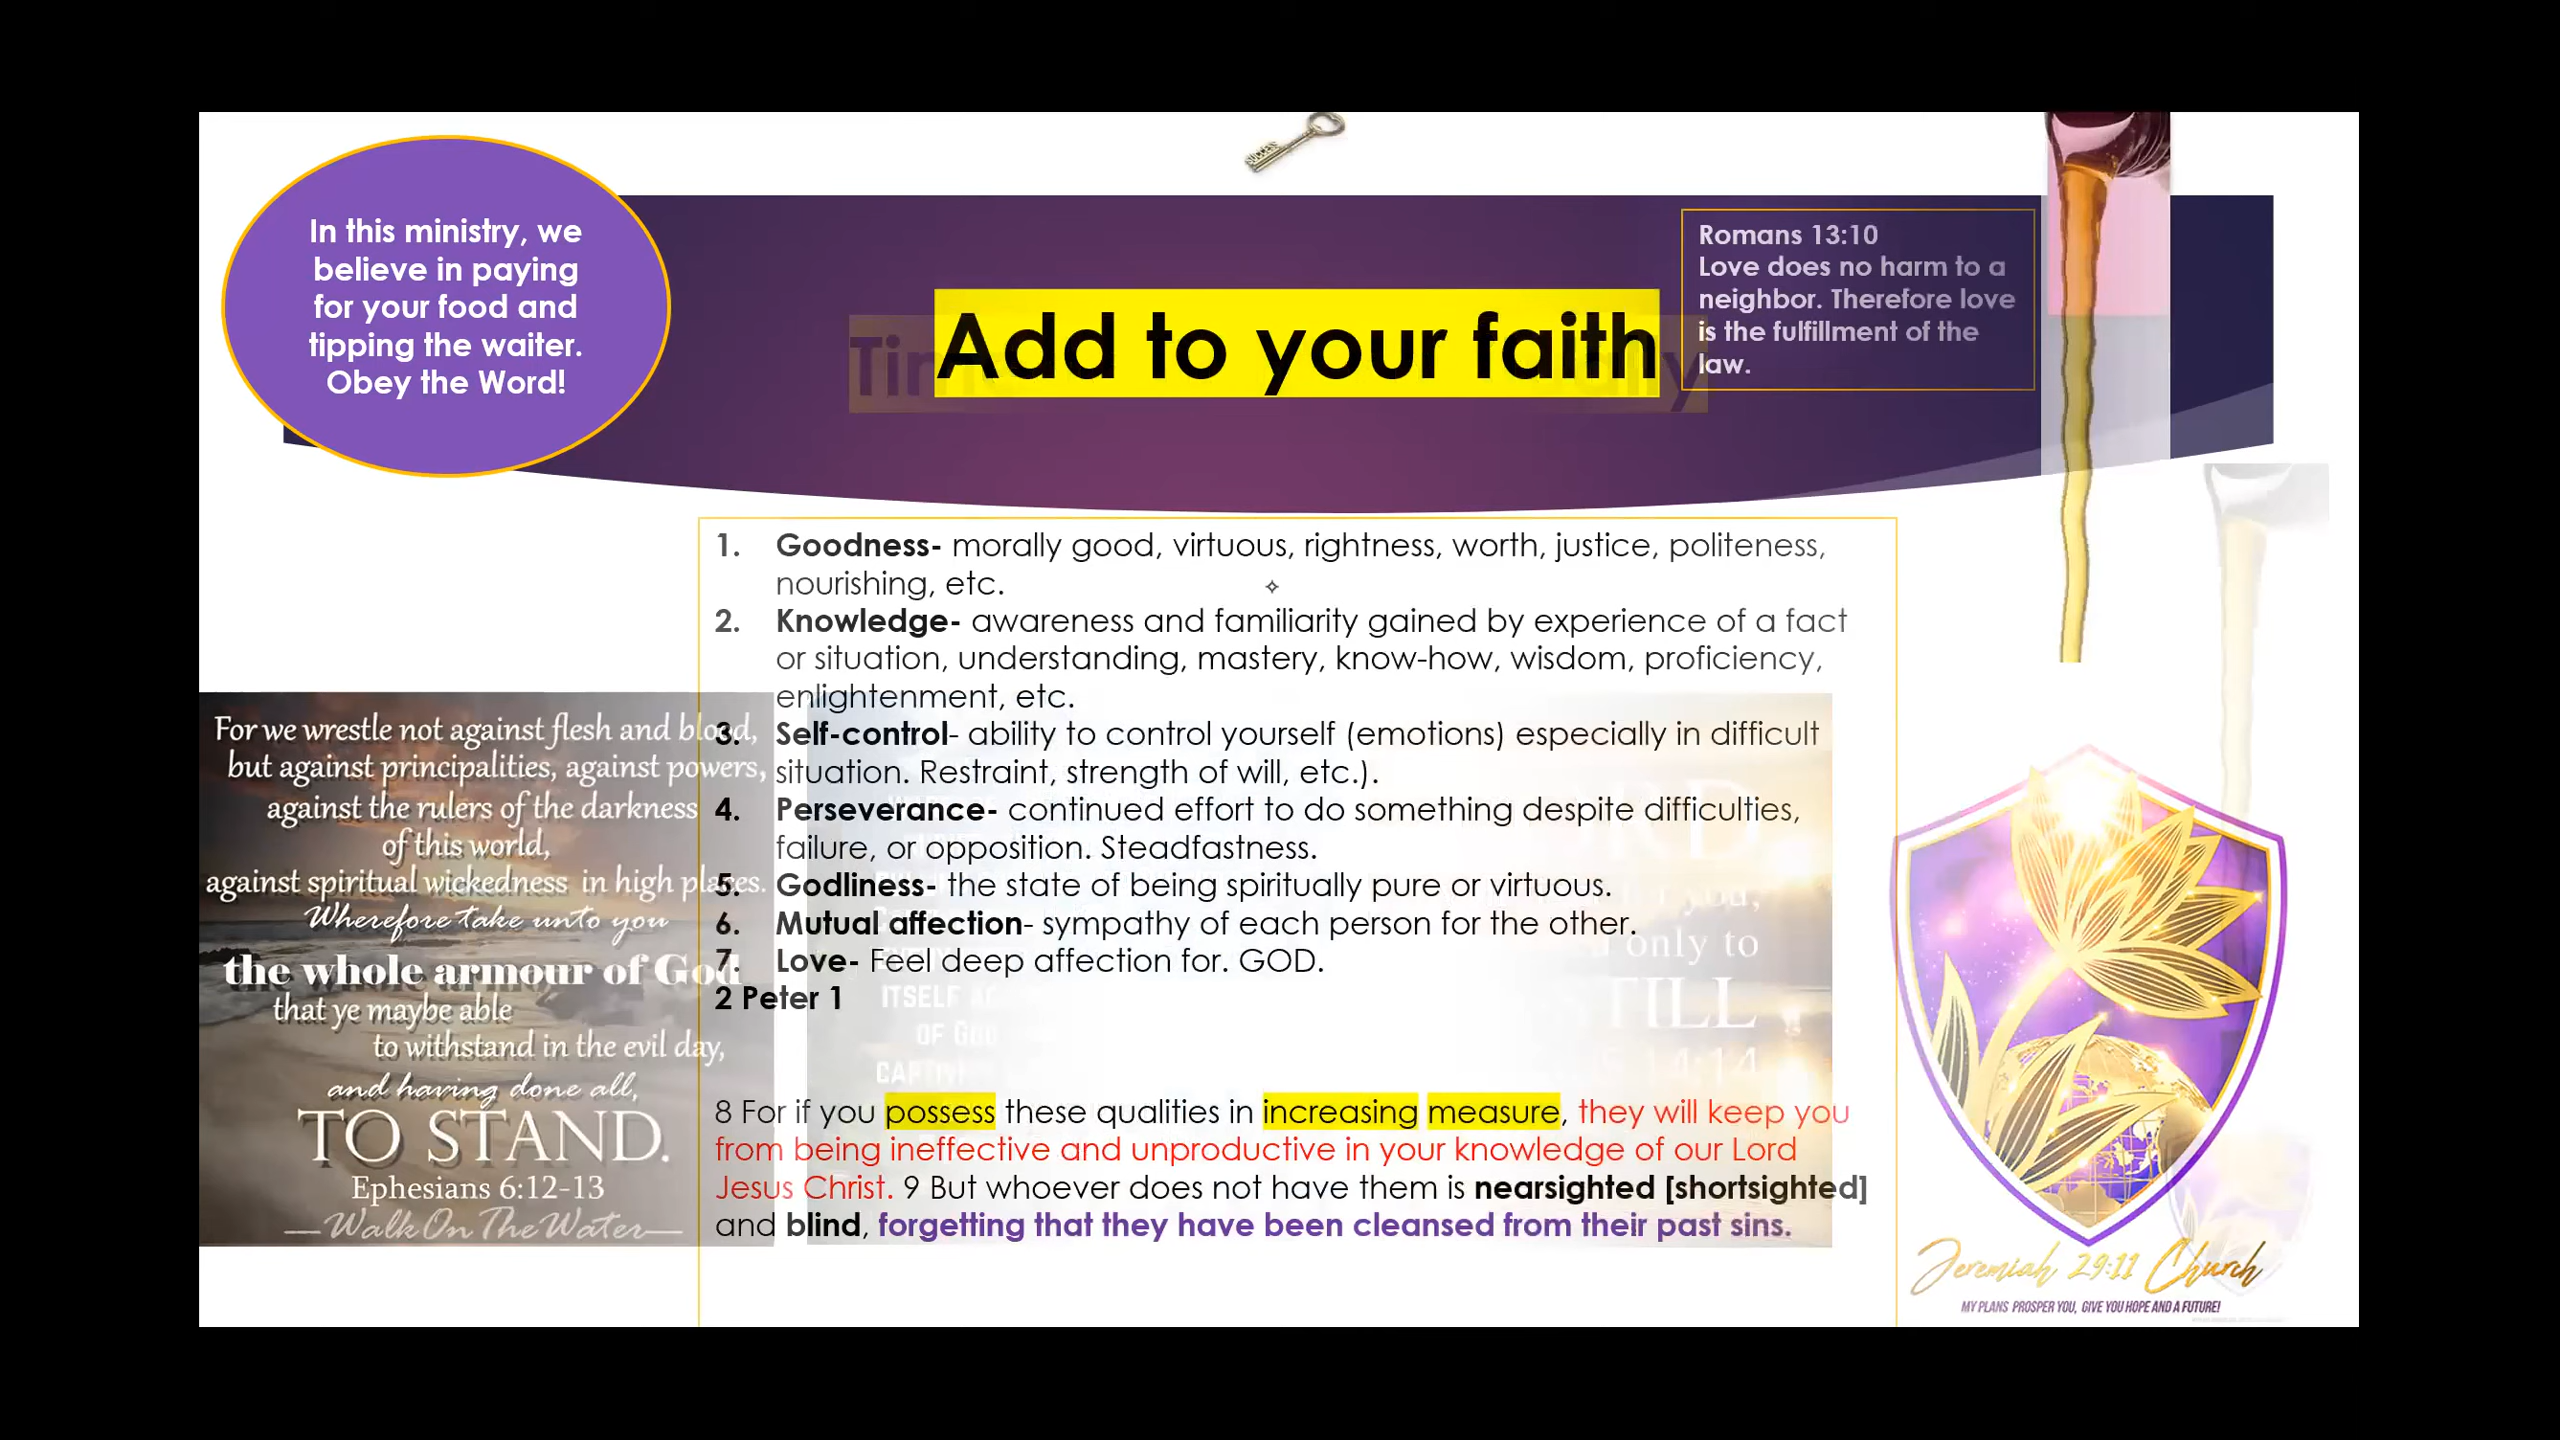 In this ministry, we
believe in paying
for your food and
tipping the waiter.
Obey the Word!
SUCCESS
Add to your faith
Romans 13:10
Love does no harm to a
neighbor. Therefore love
is the fulfillment of the
law.
1. Goodness- morally good, virtuous, rightness, worth, justice, politeness,
nourishing, etc.
2. Knowledge- awareness and familiarity gained by experience of a fact
or situation, understanding, mastery, know-how, wisdom, proficiency,
enlightenment, etc.
3. Self-control- ability to control yourself (emotions) especially in difficult
situation. Restraint, strength of will, etc.).
4. Perseverance- continued effort to do something despite difficulties,
failure, or opposition. Steadfastness.
5. Godliness- the state of being spiritually pure or virtuous.
6. Mutual affection- sympathy of each person for the other.
7. Love- Feel deep affection for. GOD.
2 Peter 1
8 For if you possess these qualities in increasing measure, they will keep you
from being ineffective and unproductive in your knowledge of our Lord
Jesus Christ. 9 But whoever does not have them is nearsighted [shortsighted]
and blind, forgetting that they have been cleansed from their past sins.
For we wrestle not against flesh and blood,
but against principalities, against powers,
against the rulers of the darkness
of this world,
against spiritual wickedness in high places.
Wherefore take unto you
the whole armour of God
that ye maybe able
to withstand in the evil day,
and having done all,
TO STAND.
Ephesians 6:12-13
—Walk On The Water—
ITSELF
OF GOD
you,
only to
STILL
14:14
Jeremiah 29:11 Church
MY PLANS PROSPER YOU, GIVE YOU HOPE AND A FUTURE!